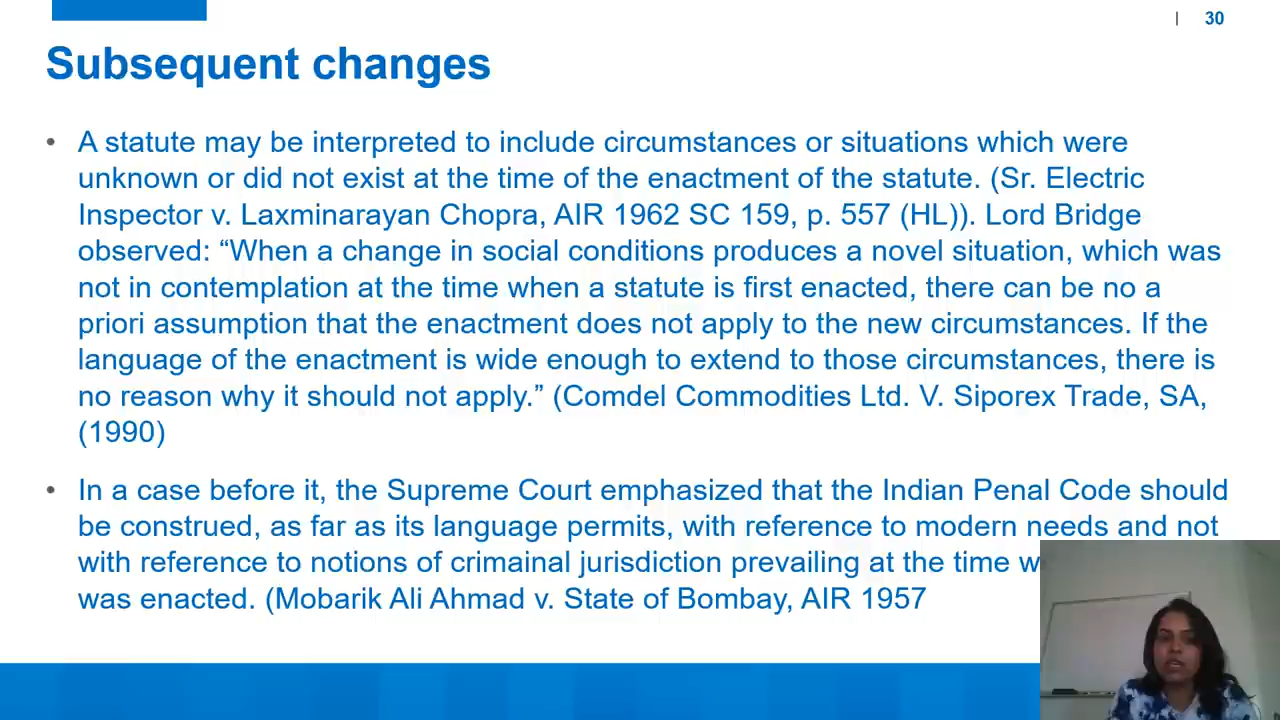 | 30
Subsequent changes
• A statute may be interpreted to include circumstances or situations which were
unknown or did not exist at the time of the enactment of the statute. (Sr. Electric
Inspector v. Laxminarayan Chopra, AIR 1962 SC 159, p. 557 (HL)). Lord Bridge
observed: “When a change in social conditions produces a novel situation, which was
not in contemplation at the time when a statute is first enacted, there can be no a
priori assumption that the enactment does not apply to the new circumstances. If the
language of the enactment is wide enough to extend to those circumstances, there is
no reason why it should not apply.” (Comdel Commodities Ltd. V. Siporex Trade, SA,
(1990)
• In a case before it, the Supreme Court emphasized that the Indian Penal Code should
be construed, as far as its language permits, with reference to modern needs and not
with reference to notions of crimainal jurisdiction prevailing at the time
was enacted. (Mobarik Ali Ahmad v. State of Bombay, AIR 1957